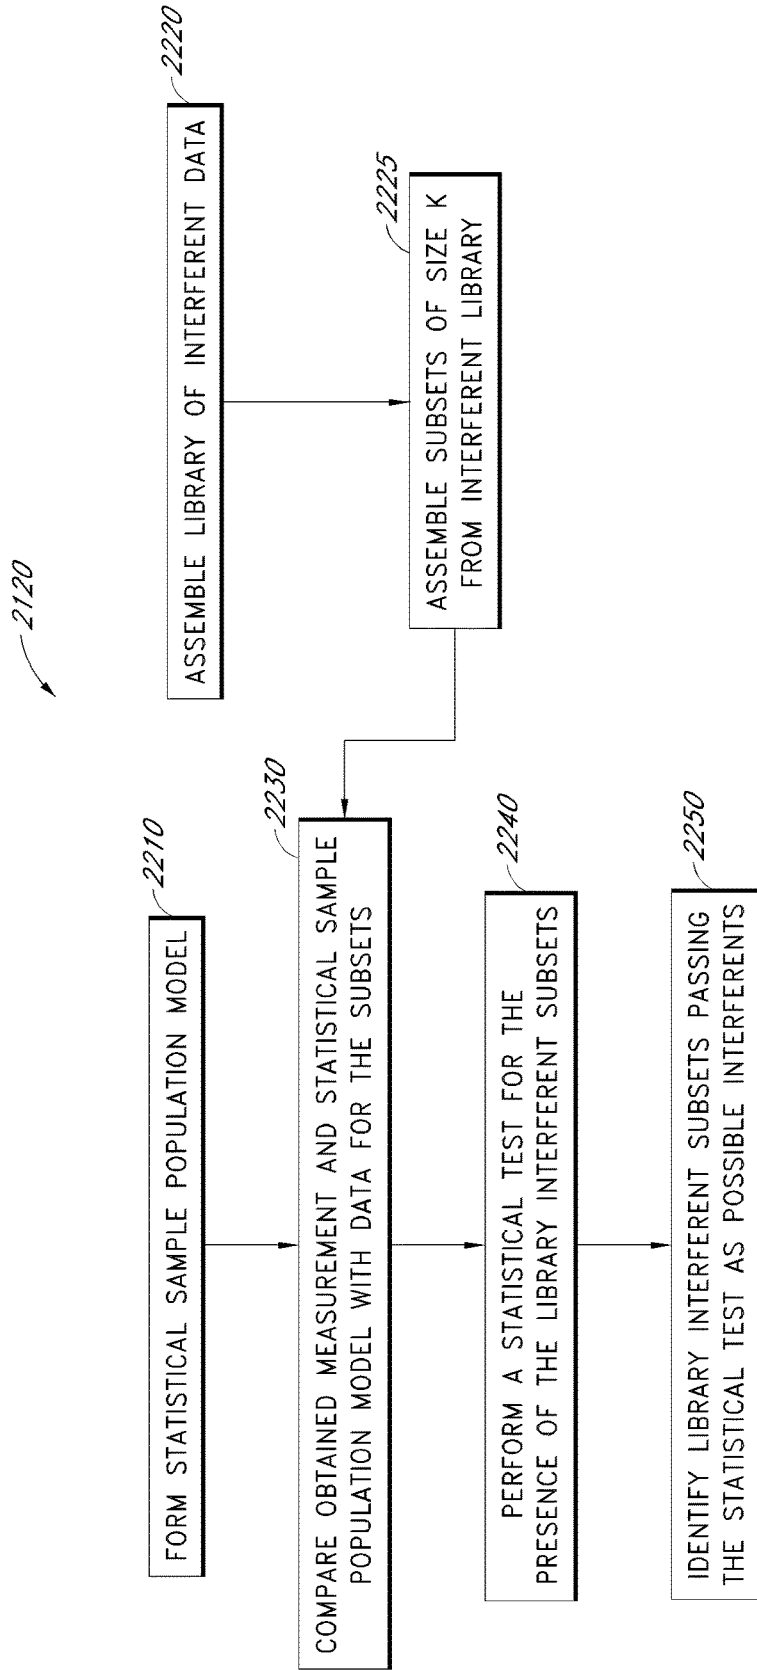 2120
2210
FORM STATISTICAL SAMPLE POPULATION MODEL
2220
ASSEMBLE LIBRARY OF INTERFERENT DATA
2225
ASSEMBLE SUBSETS OF SIZE K
FROM INTERFERENT LIBRARY
2230
COMPARE OBTAINED MEASUREMENT AND STATISTICAL SAMPLE
POPULATION MODEL WITH DATA FOR THE SUBSETS
2240
PERFORM A STATISTICAL TEST FOR THE
PRESENCE OF THE LIBRARY INTERFERENT SUBSETS
2250
IDENTIFY LIBRARY INTERFERENT SUBSETS PASSING
THE STATISTICAL TEST AS POSSIBLE INTERFERENTS